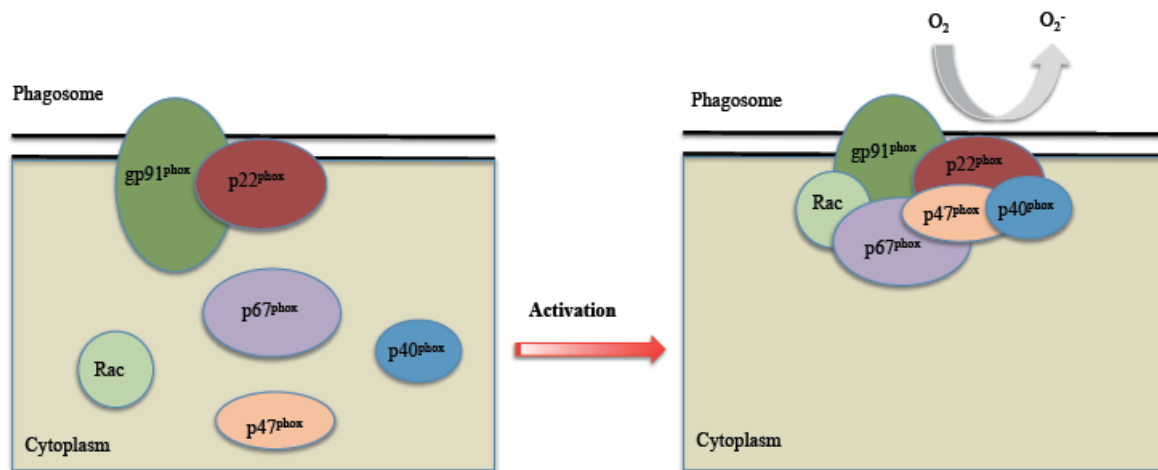 Phagosome
gp91phox
p22phox
p67phox
Rac
p40phox
p47phox
Cytoplasm
Activation
O2 O2-
Phagosome
gp91phox
p22phox
Rac
p47phox
p40phox
p67phox
Cytoplasm